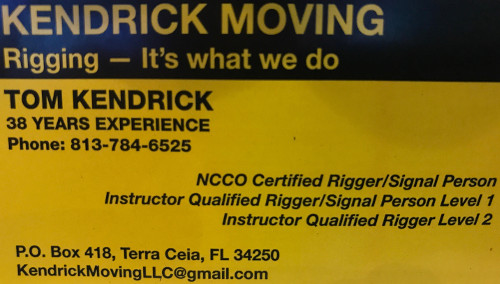 KENDRICK MOVING
Rigging — It's what we do
TOM KENDRICK
38 YEARS EXPERIENCE
Phone: 813-784-6525
NCCO Certified Rigger/Signal Person
Instructor Qualified Rigger/Signal Person Level 1
Instructor Qualified Rigger Level 2
P.O. Box 418, Terra Ceia, FL 34250
KendrickMovingLLC@gmail.com